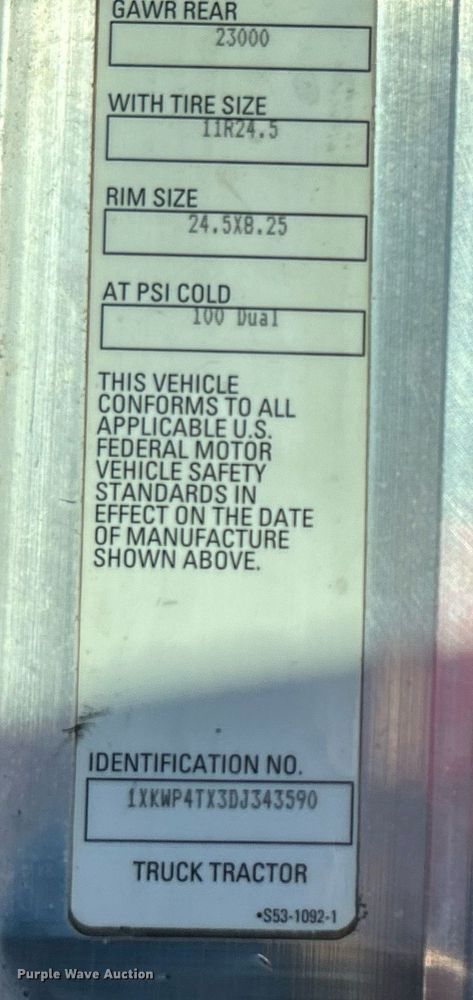 GAWR REAR
23000
WITH TIRE SIZE
11R24.5
RIM SIZE
24.5X8.25
AT PSI COLD
100 Dual
THIS VEHICLE
CONFORMS TO ALL
APPLICABLE U.S.
FEDERAL MOTOR
VEHICLE SAFETY
STANDARDS IN
EFFECT ON THE DATE
OF MANUFACTURE
SHOWN ABOVE.
IDENTIFICATION NO.
1XKWP4TX3DJ343590
TRUCK TRACTOR
•S53-1092-1
Purple Wave Auction